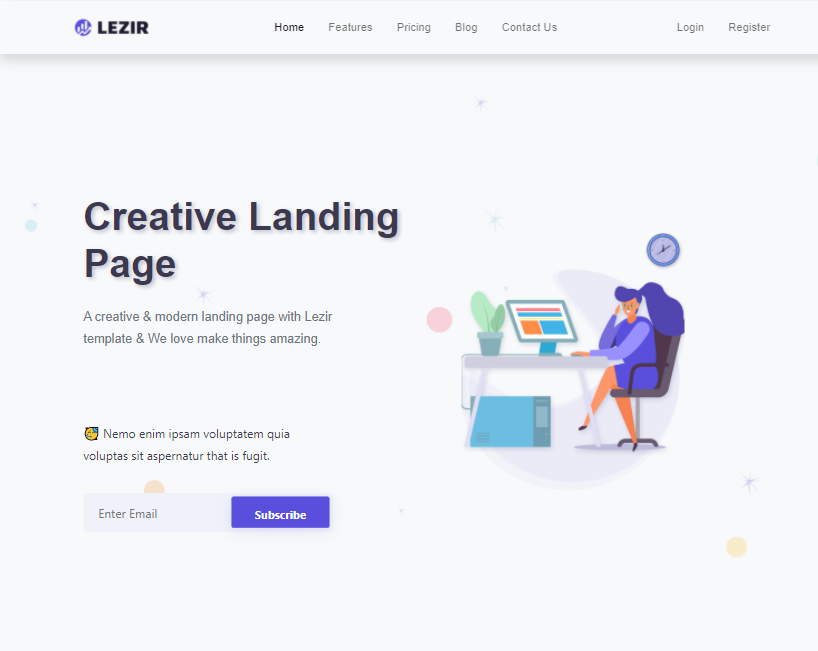 LEZIR Home Features Pricing Blog Contact Us Login Register
Creative Landing
Page
A creative & modern landing page with Lezir
template & We love make things amazing.
🥳 Nemo enim ipsam voluptatem quia
voluptas sit aspernatur that is fugit.
Enter Email Subscribe